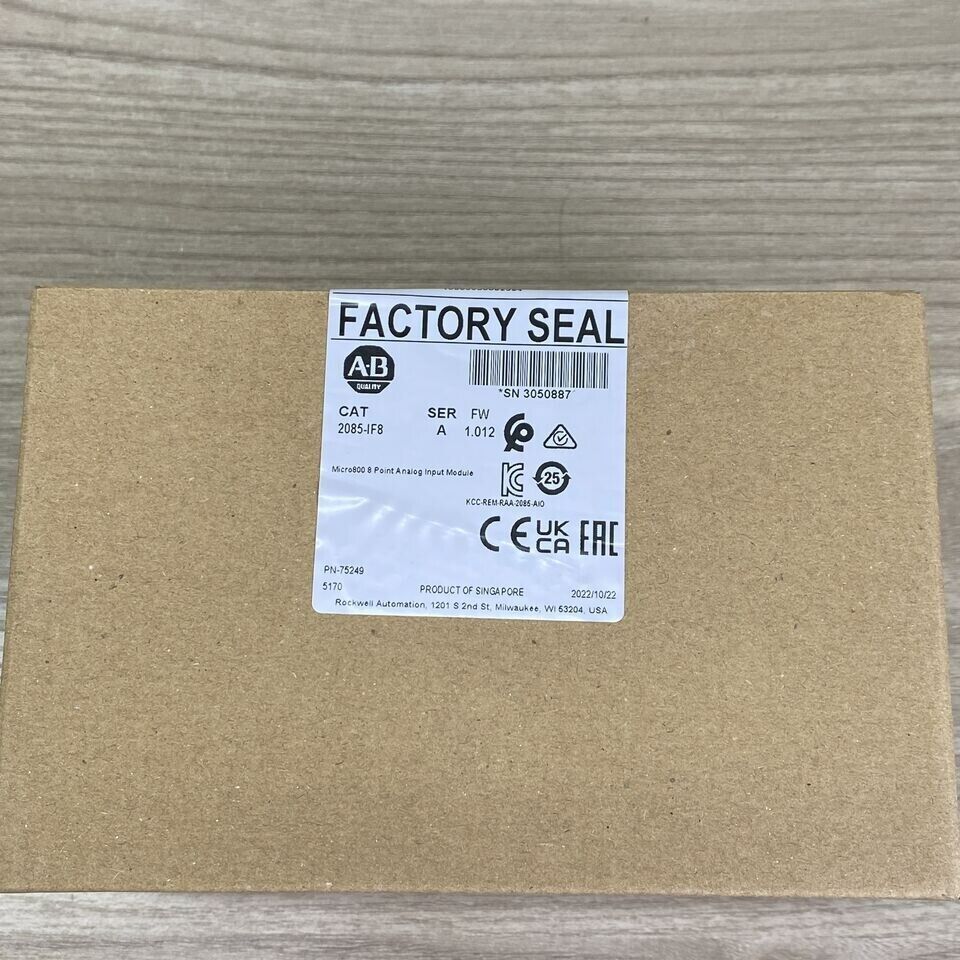 FACTORY SEAL
A-B
QUALITY
*SN 3050887*
CAT SER FW
2085-IF8 A 1.012
Micro800 8 Point Analog Input Module
25
KCC-REM-RAA-2085-AIO
CE UK CA EAC
PN-75249
5170 PRODUCT OF SINGAPORE 2022/10/22
Rockwell Automation, 1201 S 2nd St, Milwaukee, WI 53204, USA